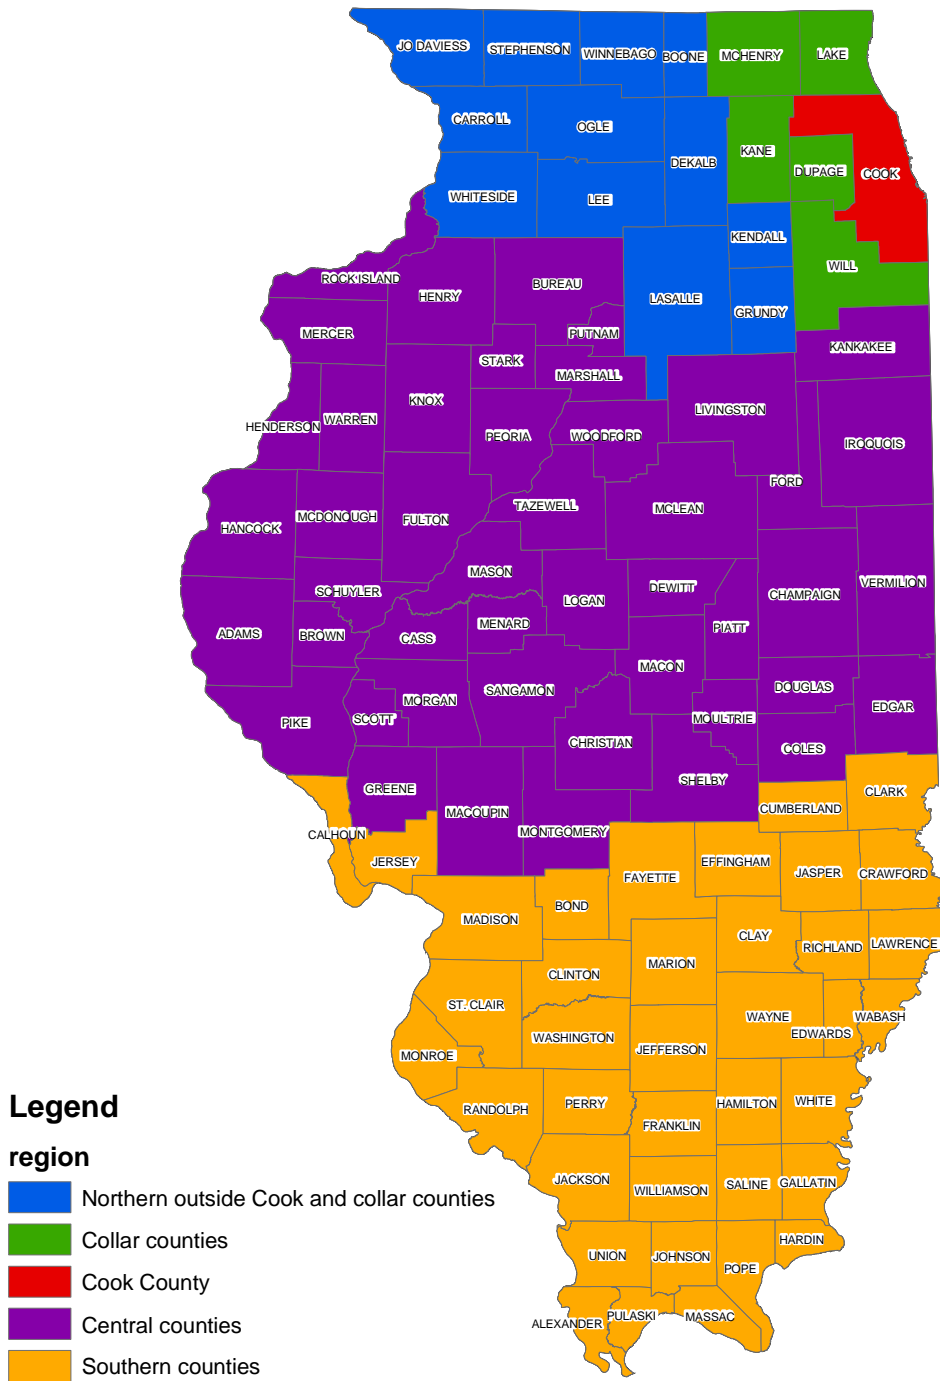 JO DAVIESS
STEPHENSON
WINNEBAGO
BOONE
MCHENRY
LAKE
CARROLL
OGLE
DEKALB
KANE
DUPAGE
COOK
WHITESIDE
LEE
KENDALL
WILL
ROCK ISLAND
HENRY
BUREAU
LASALLE
GRUNDY
MERCER
PUTNAM
KANKAKEE
STARK
MARSHALL
HENDERSON
WARREN
KNOX
PEORIA
WOODFORD
LIVINGSTON
IROQUOIS
FORD
HANCOCK
MCDONOUGH
FULTON
TAZEWELL
MCLEAN
MASON
SCHUYLER
LOGAN
DEWITT
CHAMPAIGN
VERMILION
ADAMS
BROWN
CASS
MENARD
PIATT
MACON
PIKE
SCOTT
MORGAN
SANGAMON
DOUGLAS
EDGAR
MOULTRIE
CHRISTIAN
COLES
SHELBY
GREENE
MACOUPIN
MONTGOMERY
CUMBERLAND
CLARK
CALHOUN
JERSEY
FAYETTE
EFFINGHAM
JASPER
CRAWFORD
MADISON
BOND
CLAY
RICHLAND
LAWRENCE
CLINTON
MARION
ST. CLAIR
WASHINGTON
WAYNE
EDWARDS
WABASH
MONROE
JEFFERSON
RANDOLPH
PERRY
HAMILTON
WHITE
FRANKLIN
JACKSON
WILLIAMSON
SALINE
GALLATIN
UNION
JOHNSON
POPE
HARDIN
ALEXANDER
PULASKI
MASSAC
Legend
region
Northern outside Cook and collar counties
Collar counties
Cook County
Central counties
Southern counties